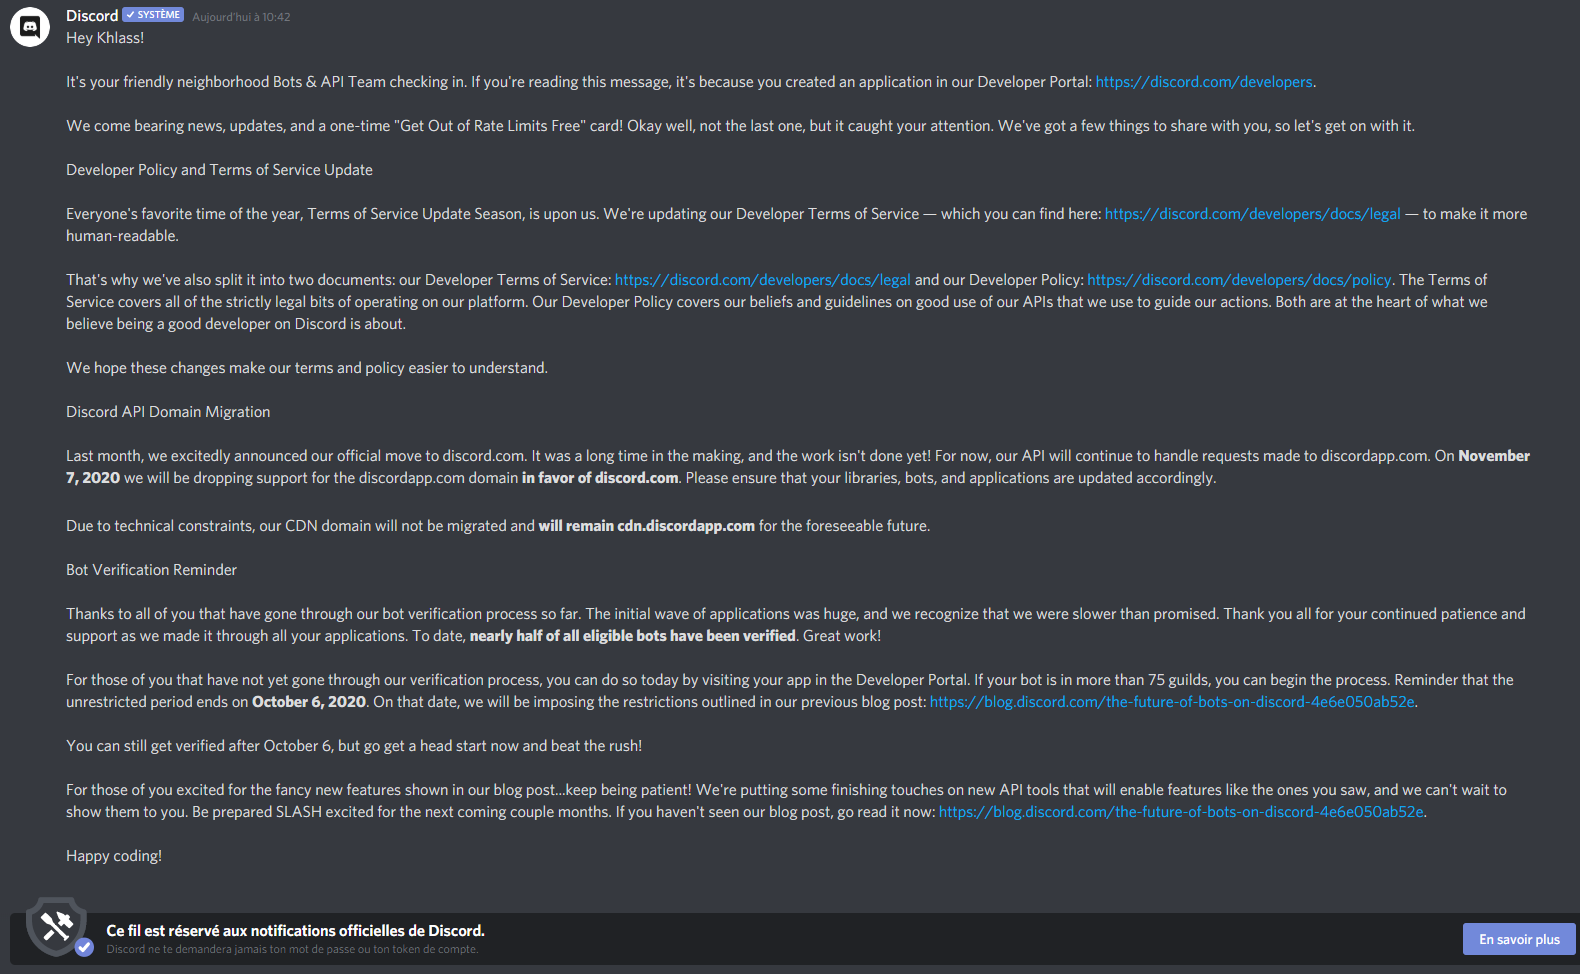 Discord ✓ SYSTÈME Aujourd'hui à 10:42
Hey Khlass!
It's your friendly neighborhood Bots & API Team checking in. If you're reading this message, it's because you created an application in our Developer Portal: https://discord.com/developers.
We come bearing news, updates, and a one-time "Get Out of Rate Limits Free" card! Okay well, not the last one, but it caught your attention. We've got a few things to share with you, so let's get on with it.
Developer Policy and Terms of Service Update
Everyone's favorite time of the year, Terms of Service Update Season, is upon us. We're updating our Developer Terms of Service — which you can find here: https://discord.com/developers/docs/legal — to make it more
human-readable.
That's why we've also split it into two documents: our Developer Terms of Service: https://discord.com/developers/docs/legal and our Developer Policy: https://discord.com/developers/docs/policy. The Terms of
Service covers all of the strictly legal bits of operating on our platform. Our Developer Policy covers our beliefs and guidelines on good use of our APIs that we use to guide our actions. Both are at the heart of what we
believe being a good developer on Discord is about.
We hope these changes make our terms and policy easier to understand.
Discord API Domain Migration
Last month, we excitedly announced our official move to discord.com. It was a long time in the making, and the work isn't done yet! For now, our API will continue to handle requests made to discordapp.com. On November
7, 2020 we will be dropping support for the discordapp.com domain in favor of discord.com. Please ensure that your libraries, bots, and applications are updated accordingly.
Due to technical constraints, our CDN domain will not be migrated and will remain cdn.discordapp.com for the foreseeable future.
Bot Verification Reminder
Thanks to all of you that have gone through our bot verification process so far. The initial wave of applications was huge, and we recognize that we were slower than promised. Thank you all for your continued patience and
support as we made it through all your applications. To date, nearly half of all eligible bots have been verified. Great work!
For those of you that have not yet gone through our verification process, you can do so today by visiting your app in the Developer Portal. If your bot is in more than 75 guilds, you can begin the process. Reminder that the
unrestricted period ends on October 6, 2020. On that date, we will be imposing the restrictions outlined in our previous blog post: https://blog.discord.com/the-future-of-bots-on-discord-4e6e050ab52e.
You can still get verified after October 6, but go get a head start now and beat the rush!
For those of you excited for the fancy new features shown in our blog post...keep being patient! We're putting some finishing touches on new API tools that will enable features like the ones you saw, and we can't wait to
show them to you. Be prepared SLASH excited for the next coming couple months. If you haven't seen our blog post, go read it now: https://blog.discord.com/the-future-of-bots-on-discord-4e6e050ab52e.
Happy coding!
Ce fil est réservé aux notifications officielles de Discord.
Discord ne te demandera jamais ton mot de passe ou ton token de compte.
En savoir plus